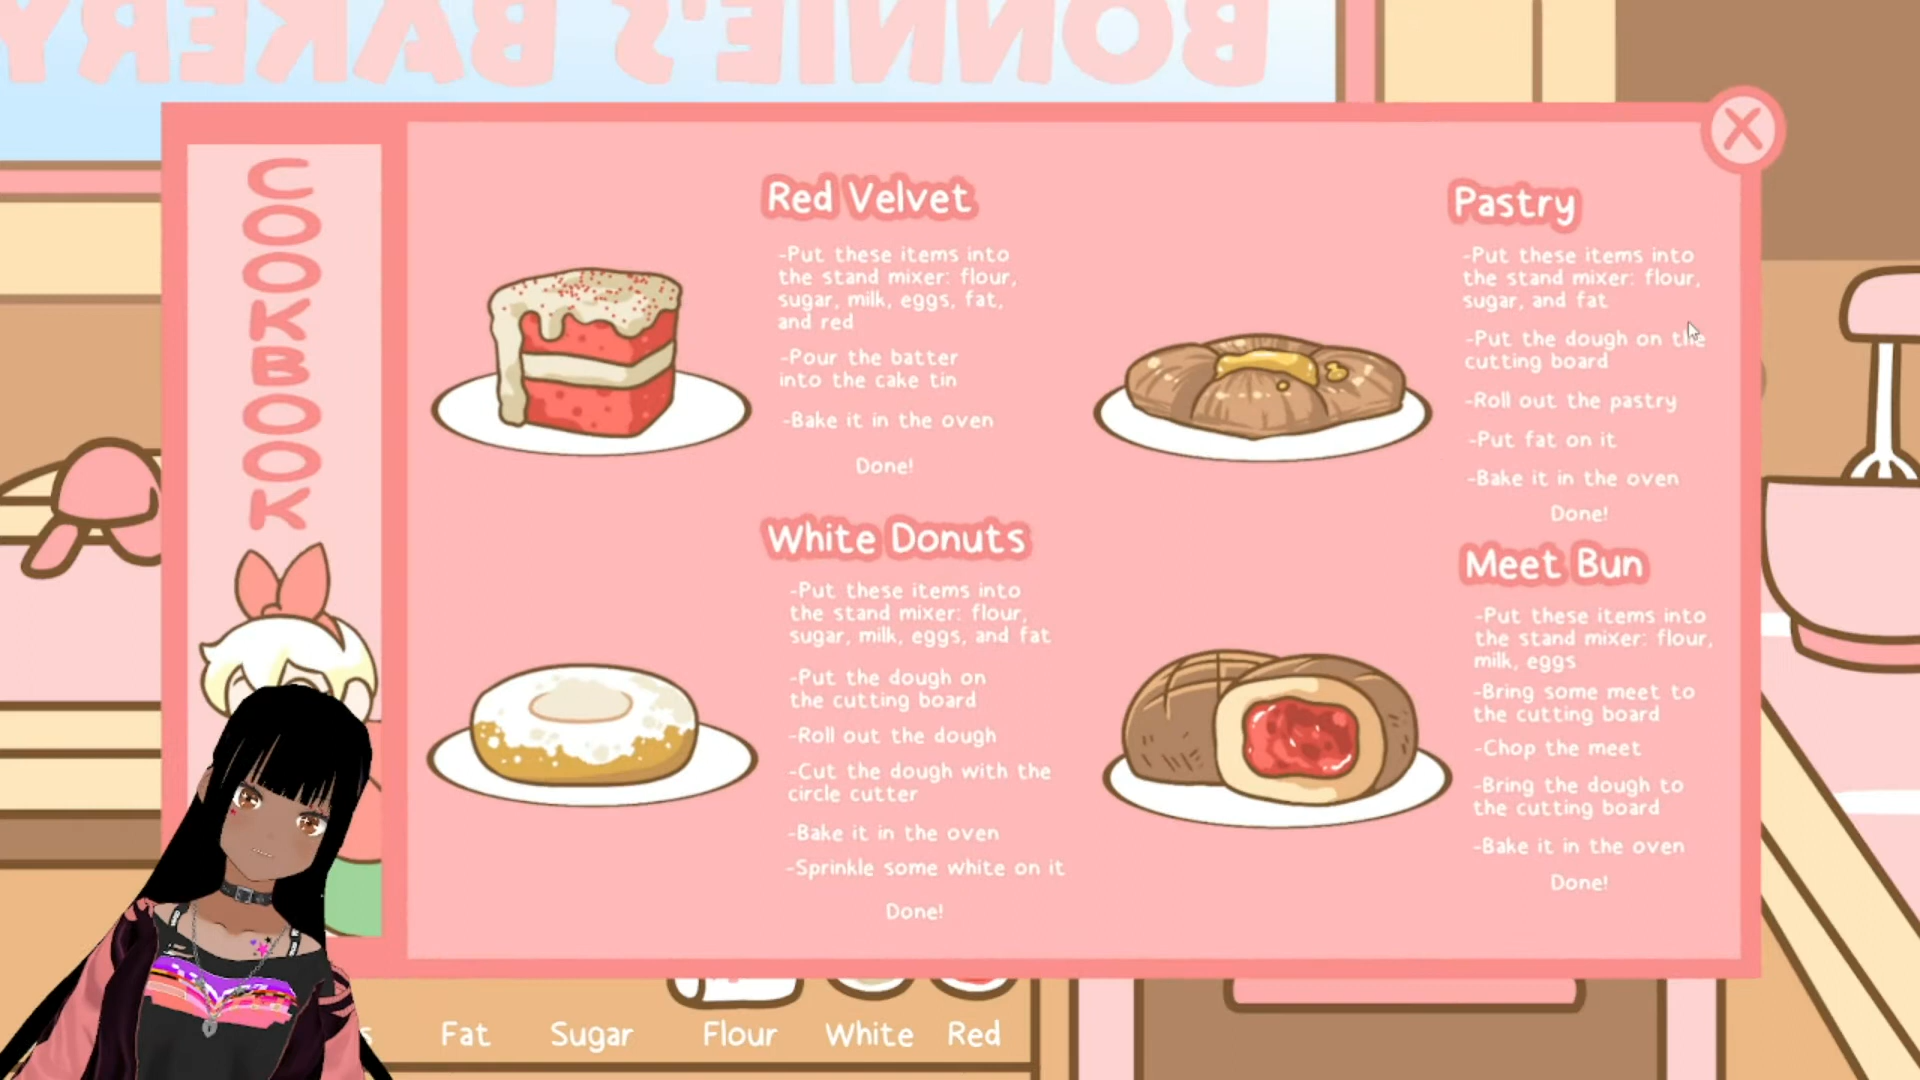 BONNIE'S BAKERY
COOKBOOK
Red Velvet
-Put these items into
the stand mixer: flour,
sugar, milk, eggs, fat,
and red
-Pour the batter
into the cake tin
-Bake it in the oven
Done!
White Donuts
-Put these items into
the stand mixer: flour,
sugar, milk, eggs, and fat
-Put the dough on
the cutting board
-Roll out the dough
-Cut the dough with the
circle cutter
-Bake it in the oven
-Sprinkle some white on it
Done!
Pastry
-Put these items into
the stand mixer: flour,
sugar, and fat
-Put the dough on the
cutting board
-Roll out the pastry
-Put fat on it
-Bake it in the oven
Done!
Meet Bun
-Put these items into
the stand mixer: flour,
milk, eggs
-Bring some meet to
the cutting board
-Chop the meet
-Bring the dough to
the cutting board
-Bake it in the oven
Done!
Fat Sugar Flour White Red